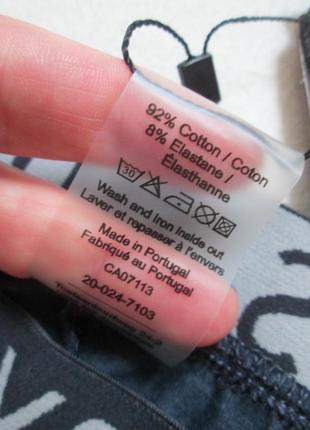 92% Cotton / Coton
8% Elastane /
Élasthanne
30
Wash and Iron inside out
Laver et repasser à l'envers
Made in Portugal
Fabriqué au Portugal
CA07113
20-024-7103